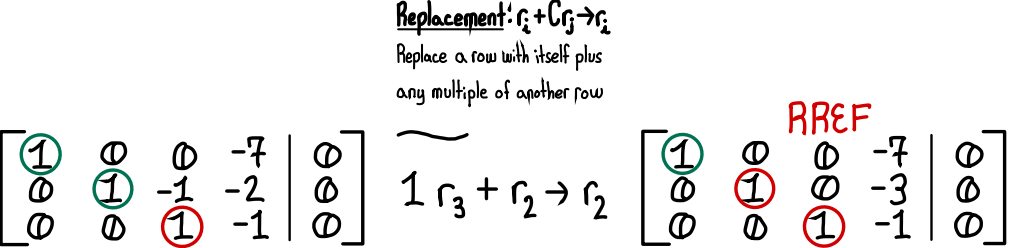 Replacement: rᵢ + Crⱼ → rᵢ
Replace a row with itself plus
any multiple of another row
RREF
1 0 0 -7 | 0
0 1 -1 -2 | 0
0 0 1 -1 | 0
1 r₃ + r₂ → r₂
1 0 0 -7 | 0
0 1 0 -3 | 0
0 0 1 -1 | 0